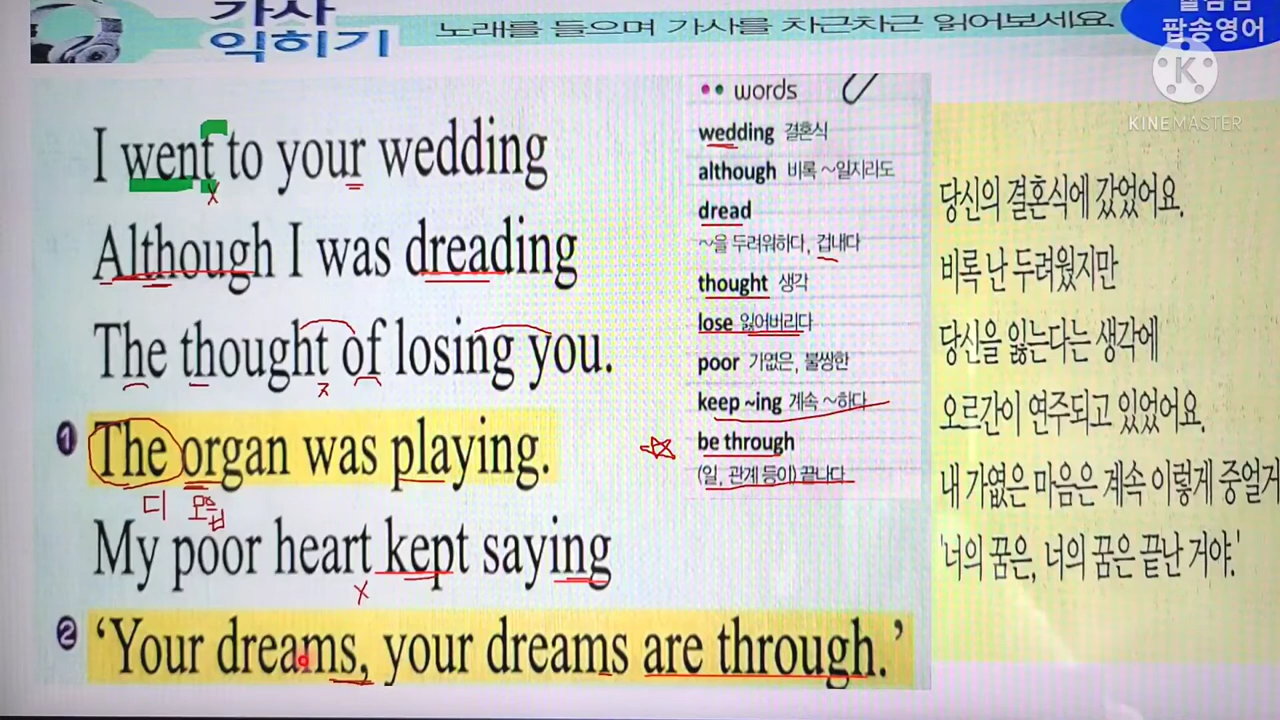 가사
익히기
노래를 들으며 가사를 차근차근 읽어보세요.
팝송영어
K
KINEMASTER
I went to your wedding
Although I was dreading
The thought of losing you.
1 The organ was playing.
디 모음
My poor heart kept saying
2 ‘Your dreams, your dreams are through.’
words
wedding 결혼식
although 비록 ~일지라도
dread
~을 두려워하다, 겁내다
thought 생각
lose 잃어버리다
poor 가엾은, 불쌍한
keep ~ing 계속 ~하다
be through
(일, 관계 등이) 끝나다
당신의 결혼식에 갔었어요.
비록 난 두려웠지만
당신을 잃는다는 생각에
오르간이 연주되고 있었어요.
내 가엾은 마음은 계속 이렇게 중얼거
'너의 꿈은, 너의 꿈은 끝난 거야.'